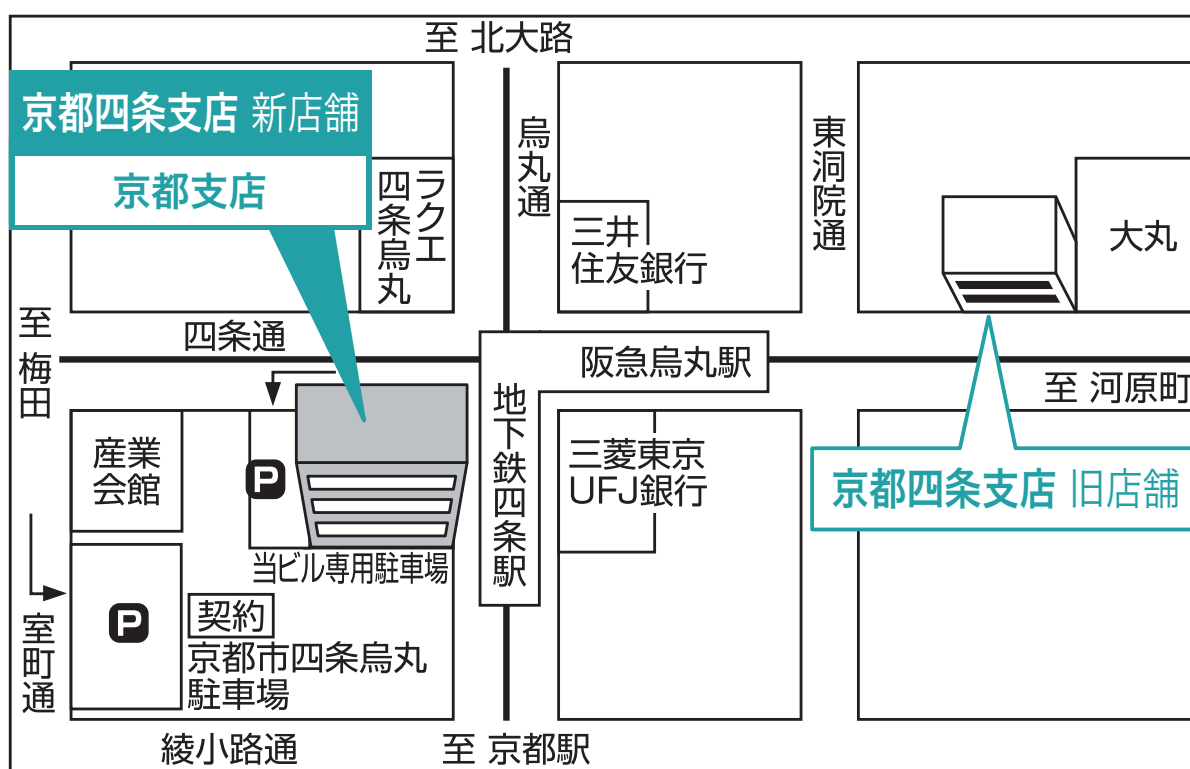 至 北大路
京都四条支店 新店舗
京都支店
ラクエ
四条烏丸
烏丸通
三井
住友銀行
東洞院通
大丸
至 梅田
四条通
阪急烏丸駅
至 河原町
地下鉄四条駅
産業
会館
P
三菱東京
UFJ銀行
京都四条支店 旧店舗
当ビル専用駐車場
P
契約
京都市四条烏丸
駐車場
室町通
綾小路通
至 京都駅